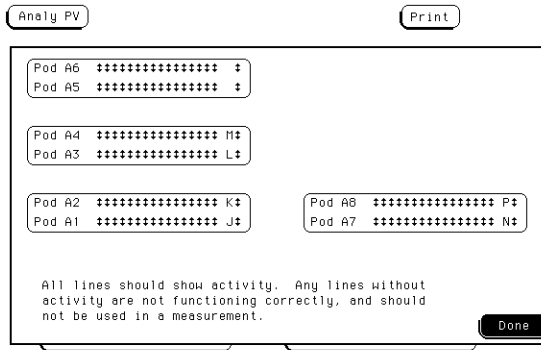 Analy PV
Print
Pod A6 ↕↕↕↕↕↕↕↕↕↕↕↕↕↕↕↕ ↕
Pod A5 ↕↕↕↕↕↕↕↕↕↕↕↕↕↕↕↕ ↕
Pod A4 ↕↕↕↕↕↕↕↕↕↕↕↕↕↕↕↕ M↕
Pod A3 ↕↕↕↕↕↕↕↕↕↕↕↕↕↕↕↕ L↕
Pod A2 ↕↕↕↕↕↕↕↕↕↕↕↕↕↕↕↕ K↕
Pod A1 ↕↕↕↕↕↕↕↕↕↕↕↕↕↕↕↕ J↕
Pod A8 ↕↕↕↕↕↕↕↕↕↕↕↕↕↕↕↕ P↕
Pod A7 ↕↕↕↕↕↕↕↕↕↕↕↕↕↕↕↕ N↕
All lines should show activity. Any lines without
activity are not functioning correctly, and should
not be used in a measurement.
Done